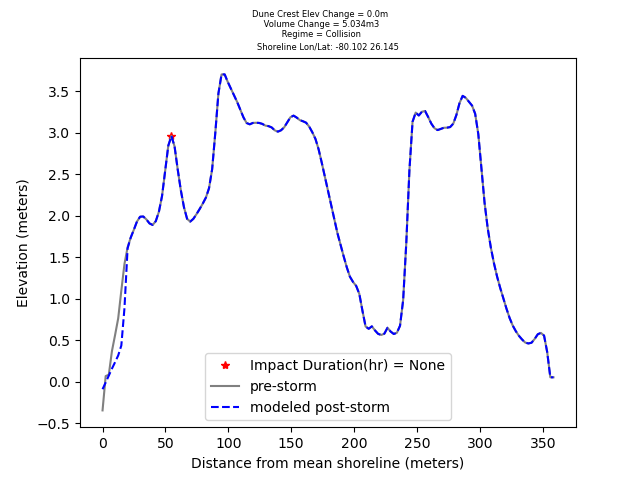 Dune Crest Elev Change = 0.0m
Volume Change = 5.034m3
Regime = Collision
Shoreline Lon/Lat: -80.102 26.145
Elevation (meters)
3.5
3.0
2.5
2.0
1.5
1.0
0.5
0.0
−0.5
Impact Duration(hr) = None
pre-storm
modeled post-storm
0 50 100 150 200 250 300 350
Distance from mean shoreline (meters)